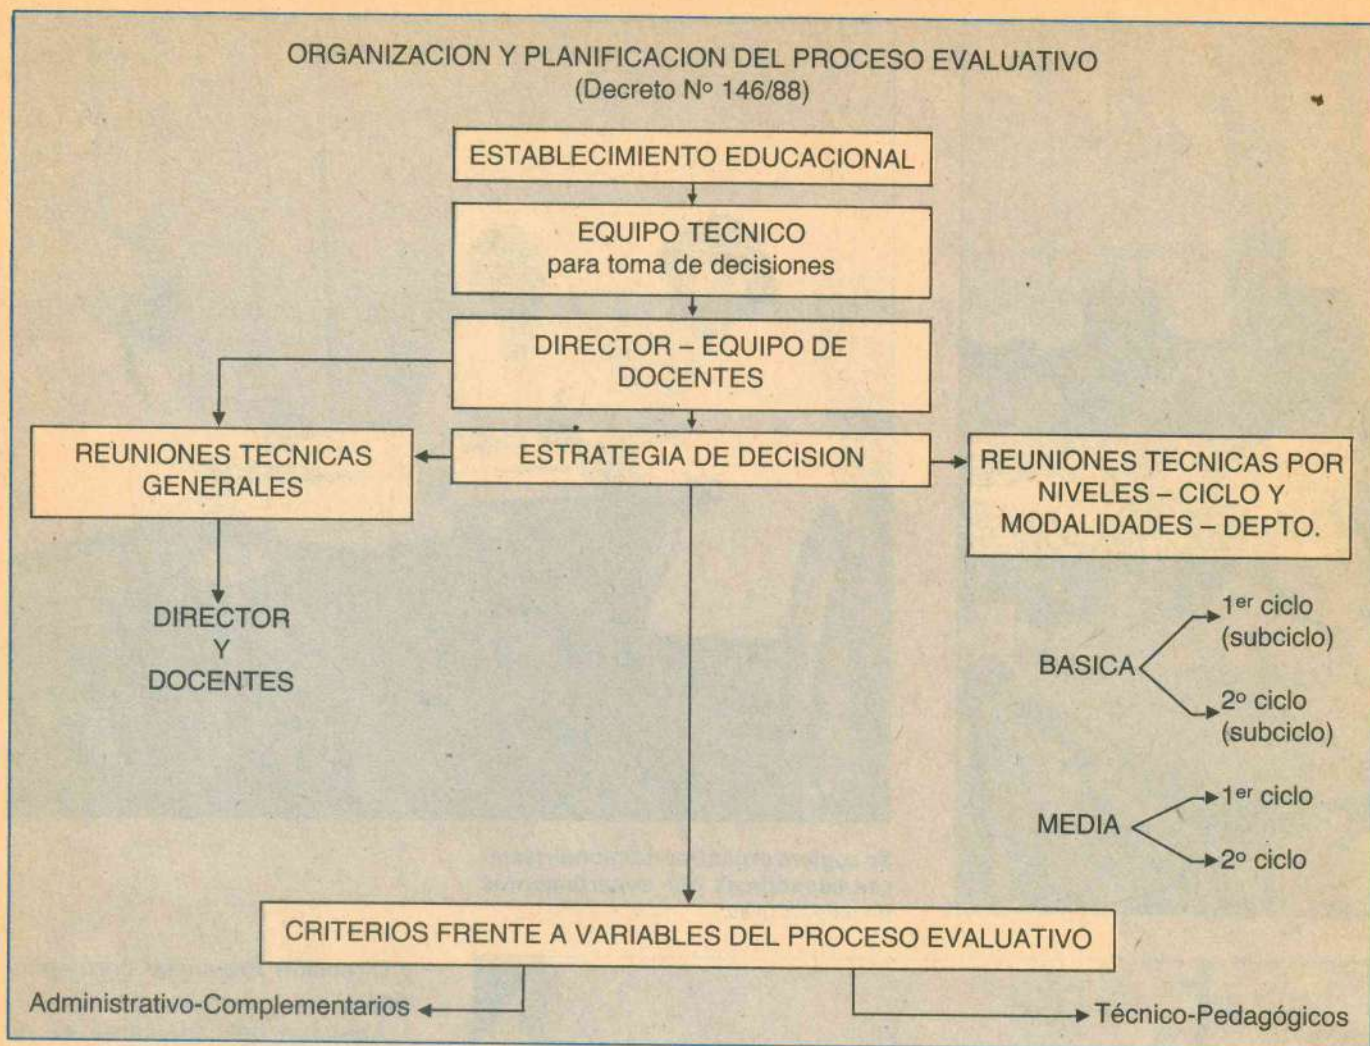 ORGANIZACION Y PLANIFICACION DEL PROCESO EVALUATIVO
(Decreto Nº 146/88)
ESTABLECIMIENTO EDUCACIONAL
EQUIPO TECNICO
para toma de decisiones
DIRECTOR – EQUIPO DE
DOCENTES
REUNIONES TECNICAS
GENERALES
ESTRATEGIA DE DECISION
REUNIONES TECNICAS POR
NIVELES – CICLO Y
MODALIDADES – DEPTO.
DIRECTOR
Y
DOCENTES
BASICA
1er ciclo
(subciclo)
2º ciclo
(subciclo)
MEDIA
1er ciclo
2º ciclo
CRITERIOS FRENTE A VARIABLES DEL PROCESO EVALUATIVO
Administrativo-Complementarios
Técnico-Pedagógicos